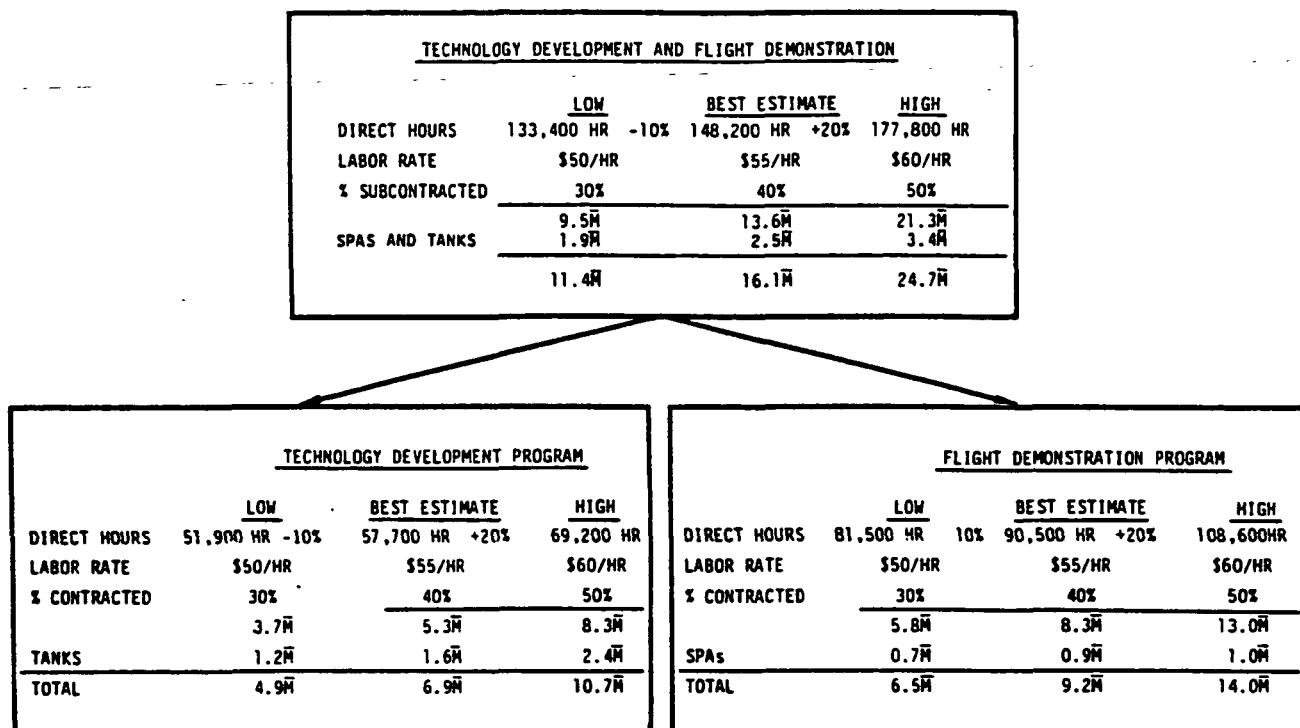 TECHNOLOGY DEVELOPMENT AND FLIGHT DEMONSTRATION
LOW BEST ESTIMATE HIGH
DIRECT HOURS 133,400 HR -10% 148,200 HR +20% 177,800 HR
LABOR RATE $50/HR $55/HR $60/HR
% SUBCONTRACTED 30% 40% 50%
9.5M̄ 13.6M̄ 21.3M̄
SPAS AND TANKS 1.9M̄ 2.5M̄ 3.4M̄
11.4M̄ 16.1M̄ 24.7M̄
TECHNOLOGY DEVELOPMENT PROGRAM
LOW BEST ESTIMATE HIGH
DIRECT HOURS 51,900 HR -10% 57,700 HR +20% 69,200 HR
LABOR RATE $50/HR $55/HR $60/HR
% CONTRACTED 30% 40% 50%
3.7M̄ 5.3M̄ 8.3M̄
TANKS 1.2M̄ 1.6M̄ 2.4M̄
TOTAL 4.9M̄ 6.9M̄ 10.7M̄
FLIGHT DEMONSTRATION PROGRAM
LOW BEST ESTIMATE HIGH
DIRECT HOURS 81,500 HR 10% 90,500 HR +20% 108,600HR
LABOR RATE $50/HR $55/HR $60/HR
% CONTRACTED 30% 40% 50%
5.8M̄ 8.3M̄ 13.0M̄
SPAs 0.7M̄ 0.9M̄ 1.0M̄
TOTAL 6.5M̄ 9.2M̄ 14.0M̄